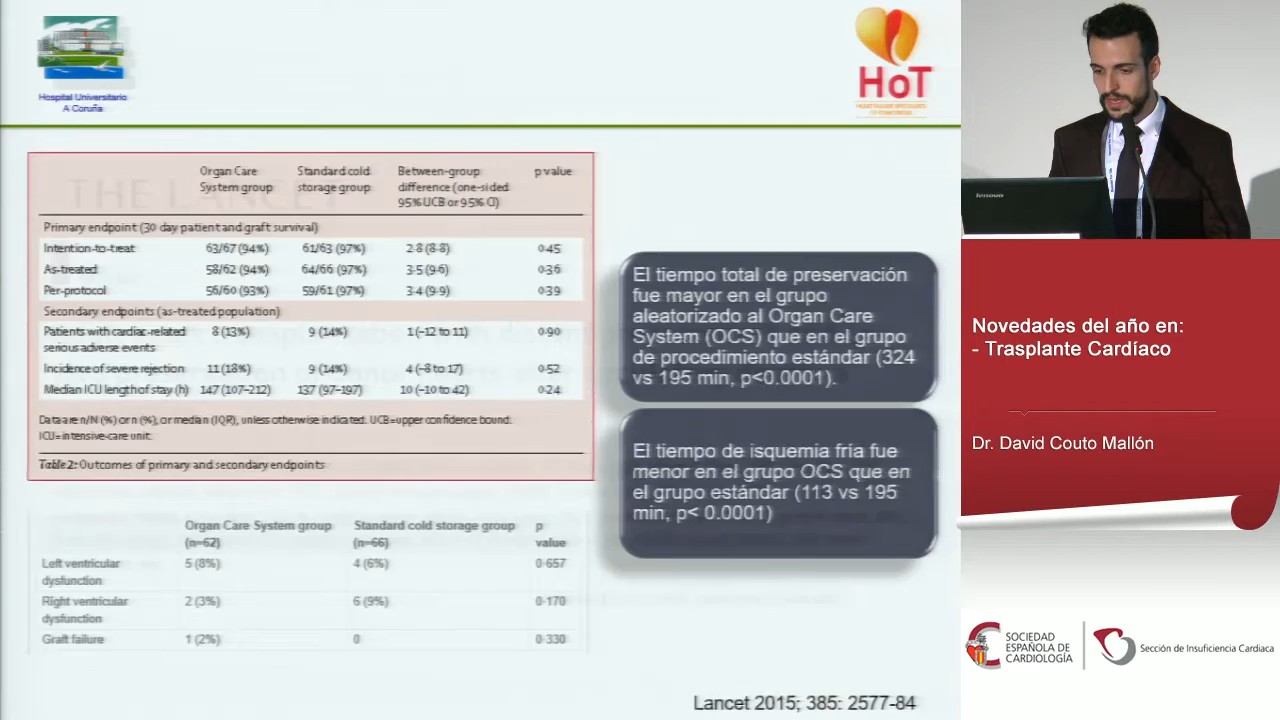 Hospital Universitario
A Coruña
HoT
Organ Care Standard cold Between-group p value
System group storage group difference (one-sided
95% UCB or 95% CI)
Primary endpoint (30 day patient and graft survival)
Intention-to-treat 63/67 (94%) 61/63 (97%) 2·8 (8·8) 0·45
As-treated 58/62 (94%) 64/66 (97%) 3·5 (9·6) 0·36
Per-protocol 56/60 (93%) 59/61 (97%) 3·4 (9·9) 0·39
Secondary endpoints (as-treated population)
Patients with cardiac-related 8 (13%) 9 (14%) 1 (–12 to 11) 0·90
serious adverse events
Incidence of severe rejection 11 (18%) 9 (14%) 4 (–8 to 17) 0·52
Median ICU length of stay (h) 147 (107–212) 137 (97–197) 10 (–10 to 42) 0·24
Data are n/N (%) or n (%), or median (IQR), unless otherwise indicated. UCB=upper confidence bound.
ICU=intensive-care unit.
Table 2: Outcomes of primary and secondary endpoints
THE LANCET
Organ Care System group Standard cold storage group p
(n=62) (n=66) value
Left ventricular 5 (8%) 4 (6%) 0·657
dysfunction
Right ventricular 2 (3%) 6 (9%) 0·170
dysfunction
Graft failure 1 (2%) 0 0·330
El tiempo total de preservación
fue mayor en el grupo
aleatorizado al Organ Care
System (OCS) que en el grupo
de procedimiento estándar (324
vs 195 min, p<0.0001).
El tiempo de isquemia fría fue
menor en el grupo OCS que en
el grupo estándar (113 vs 195
min, p< 0.0001)
Lancet 2015; 385: 2577-84
lenovo
Novedades del año en:
- Trasplante Cardíaco
Dr. David Couto Mallón
SOCIEDAD
ESPAÑOLA DE
CARDIOLOGÍA
Sección de Insuficiencia Cardiaca